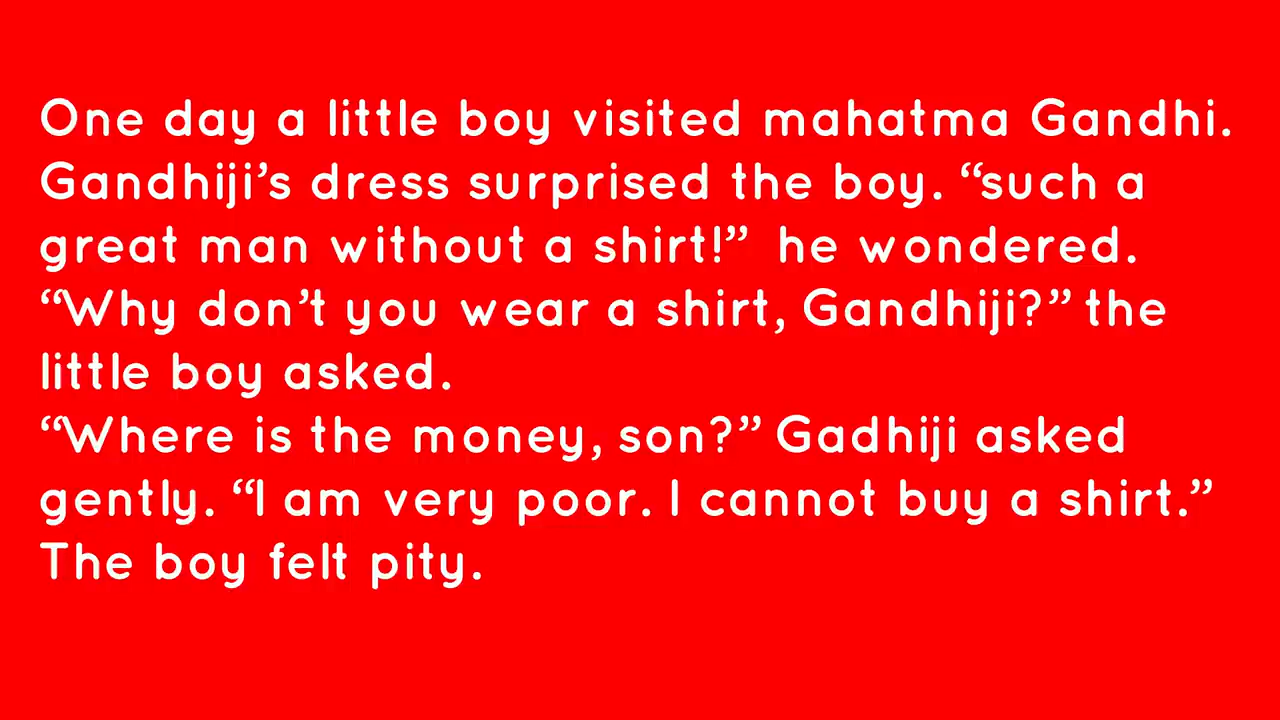 One day a little boy visited mahatma Gandhi.
Gandhiji’s dress surprised the boy. “such a
great man without a shirt!” he wondered.
“Why don’t you wear a shirt, Gandhiji?” the
little boy asked.
“Where is the money, son?” Gadhiji asked
gently. “I am very poor. I cannot buy a shirt.”
The boy felt pity.